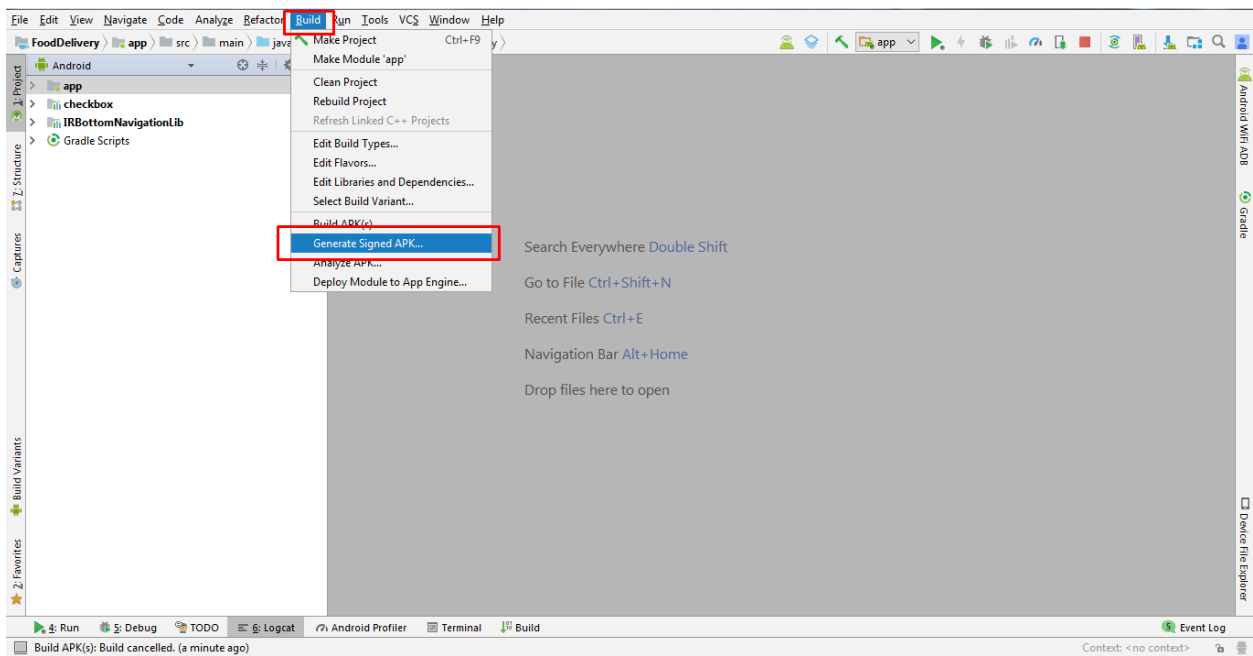 File Edit View Navigate Code Analyze Refactor Build Run Tools VCS Window Help
FoodDelivery app src main java
app
Android
1: Project
Z: Structure
Captures
Build Variants
2: Favorites
app
checkbox
IRBottomNavigationLib
Gradle Scripts
Make Project Ctrl+F9
Make Module 'app'
Clean Project
Rebuild Project
Refresh Linked C++ Projects
Edit Build Types...
Edit Flavors...
Edit Libraries and Dependencies...
Select Build Variant...
Build APK(s)
Generate Signed APK...
Analyze APK...
Deploy Module to App Engine...
Search Everywhere Double Shift
Go to File Ctrl+Shift+N
Recent Files Ctrl+E
Navigation Bar Alt+Home
Drop files here to open
Android WiFi ADB
Gradle
Device File Explorer
4: Run 5: Debug TODO 6: Logcat Android Profiler Terminal Build 5 Event Log
Build APK(s): Build cancelled. (a minute ago) Context: <no context>